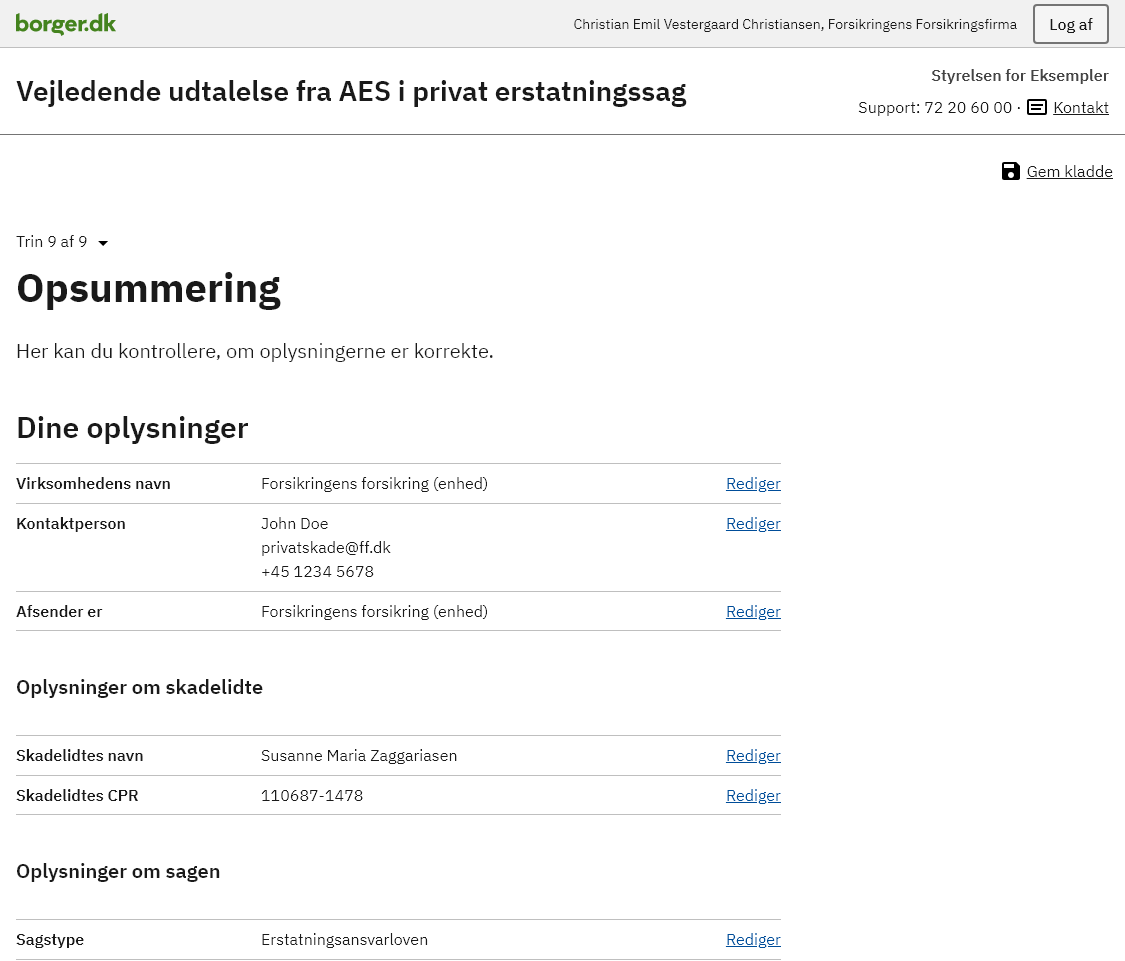 borger.dk
Christian Emil Vestergaard Christiansen, Forsikringens Forsikringsfirma
Log af
Vejledende udtalelse fra AES i privat erstatningssag
Styrelsen for Eksempler
Support: 72 20 60 00 · Kontakt
Gem kladde
Trin 9 af 9
Opsummering
Her kan du kontrollere, om oplysningerne er korrekte.
Dine oplysninger
Virksomhedens navn Forsikringens forsikring (enhed) Rediger
Kontaktperson John Doe Rediger
privatskade@ff.dk
+45 1234 5678
Afsender er Forsikringens forsikring (enhed) Rediger
Oplysninger om skadelidte
Skadelidtes navn Susanne Maria Zaggariasen Rediger
Skadelidtes CPR 110687-1478 Rediger
Oplysninger om sagen
Sagstype Erstatningsansvarloven Rediger